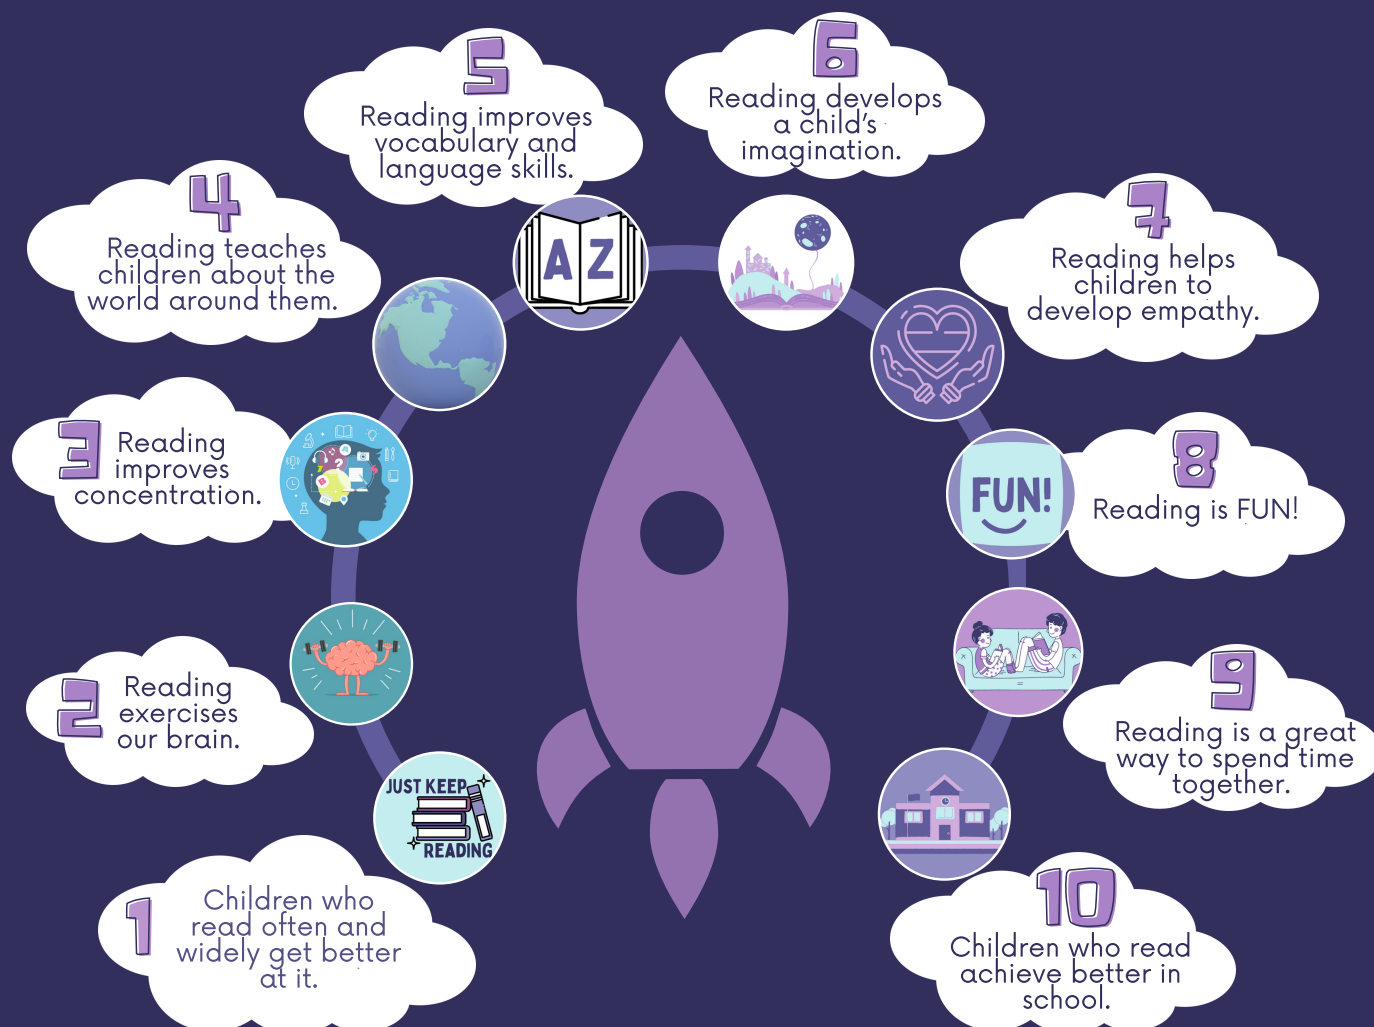 1
Children who
read often and
widely get better
at it.
JUST KEEP
READING
2
Reading
exercises
our brain.
3
Reading
improves
concentration.
4
Reading teaches
children about the
world around them.
5
Reading improves
vocabulary and
language skills.
A Z
6
Reading develops
a child's
imagination.
7
Reading helps
children to
develop empathy.
8
Reading is FUN!
FUN!
9
Reading is a great
way to spend time
together.
10
Children who read
achieve better in
school.